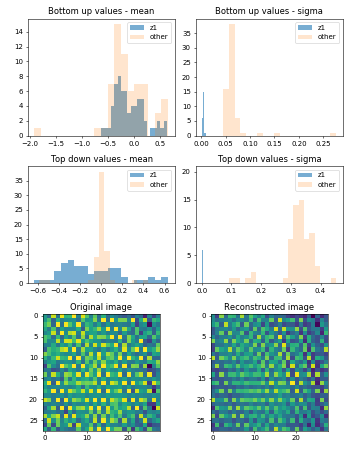 Bottom up values - mean
Bottom up values - sigma
z1
other
z1
other
0 2 4 6 8 10 12 14
−2.0 −1.5 −1.0 −0.5 0.0 0.5
0 5 10 15 20 25 30 35
0.00 0.05 0.10 0.15 0.20 0.25
Top down values - mean
Top down values - sigma
z1
other
z1
other
0 5 10 15 20 25 30 35
−0.6 −0.4 −0.2 0.0 0.2 0.4 0.6
0 5 10 15 20
0.0 0.1 0.2 0.3 0.4
Original image
Reconstructed image
0 5 10 15 20 25
0 10 20
0 5 10 15 20 25
0 10 20